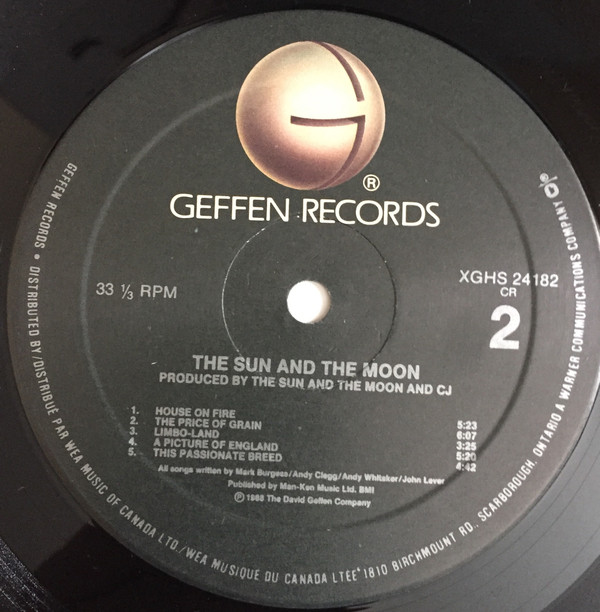 ®
GEFFEN RECORDS
33 ⅓ RPM
XGHS 24182
CR
2
THE SUN AND THE MOON
PRODUCED BY THE SUN AND THE MOON AND CJ
1. HOUSE ON FIRE 5:23
2. THE PRICE OF GRAIN 6:07
3. LIMBO-LAND 3:25
4. A PICTURE OF ENGLAND 5:20
5. THIS PASSIONATE BREED 4:42
All songs written by Mark Burgess/Andy Clegg/Andy Whitaker/John Lever
Published by Man-Ken Music Ltd. BMI
Ⓟ 1988 The David Geffen Company
GEFFEN RECORDS • DISTRIBUTED BY/DISTRIBUÉ PAR WEA MUSIC OF CANADA LTD./WEA MUSIQUE DU CANADA LTEE* 1810 BIRCHMOUNT RD., SCARBOROUGH, ONTARIO A WARNER COMMUNICATIONS COMPANY